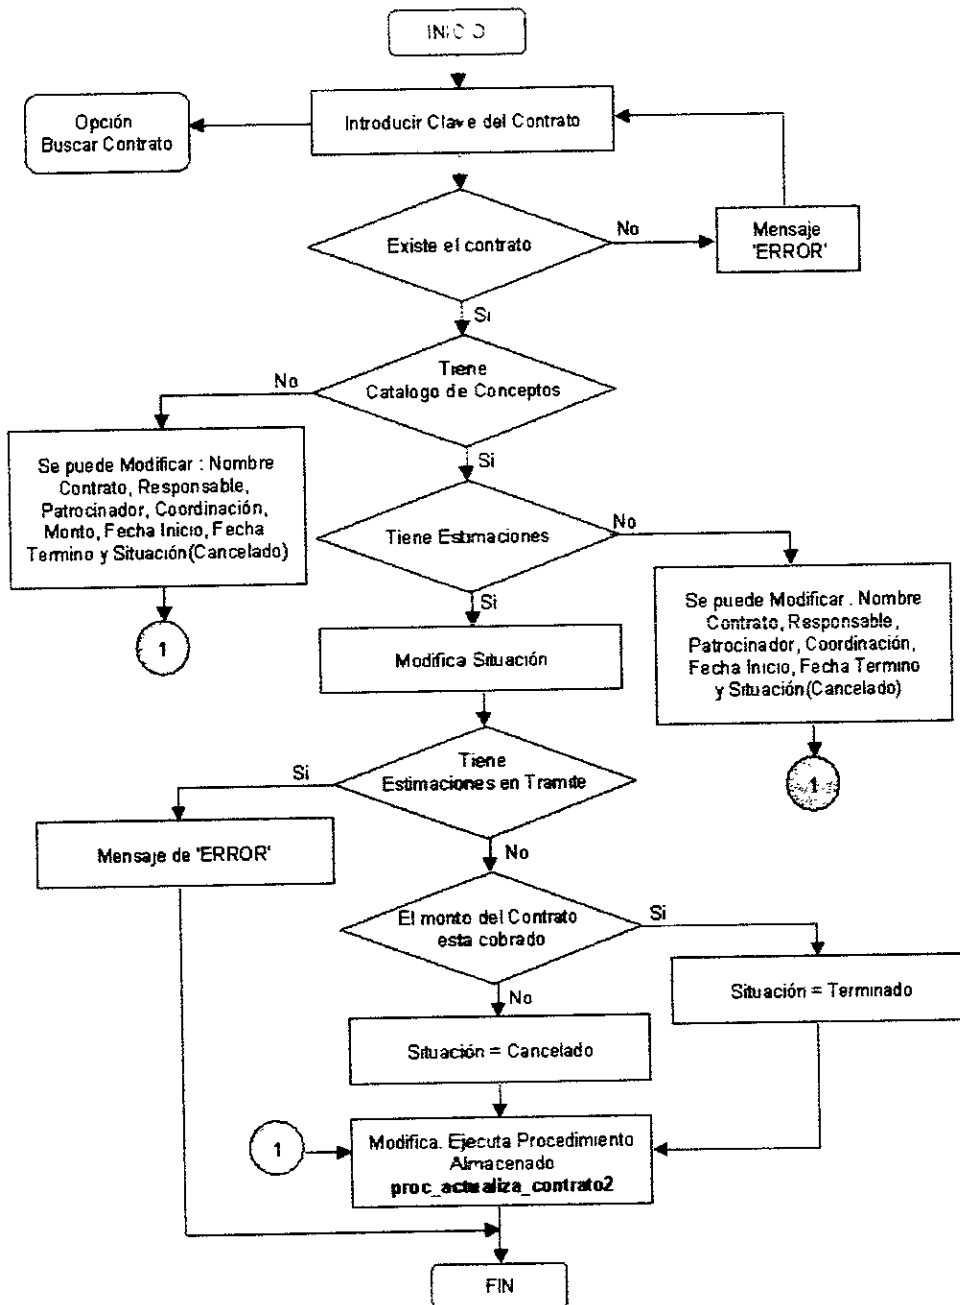 INICIO
Opción
Buscar Contrato
Introducir Clave del Contrato
Existe el contrato
No
Mensaje
'ERROR'
Si
Tiene
Catalogo de Conceptos
No
Se puede Modificar : Nombre
Contrato, Responsable,
Patrocinador, Coordinación,
Monto, Fecha Inicio, Fecha
Termino y Situación(Cancelado)
1
Si
Tiene Estimaciones
No
Se puede Modificar . Nombre
Contrato, Responsable,
Patrocinador, Coordinación,
Fecha Inicio, Fecha Termino
y Situación(Cancelado)
1
Si
Modifica Situación
Tiene
Estimaciones en Tramite
Si
Mensaje de 'ERROR'
No
El monto del Contrato
esta cobrado
Si
Situación = Terminado
No
Situación = Cancelado
1
Modifica. Ejecuta Procedimiento
Almacenado
proc_actualiza_contrato2
FIN